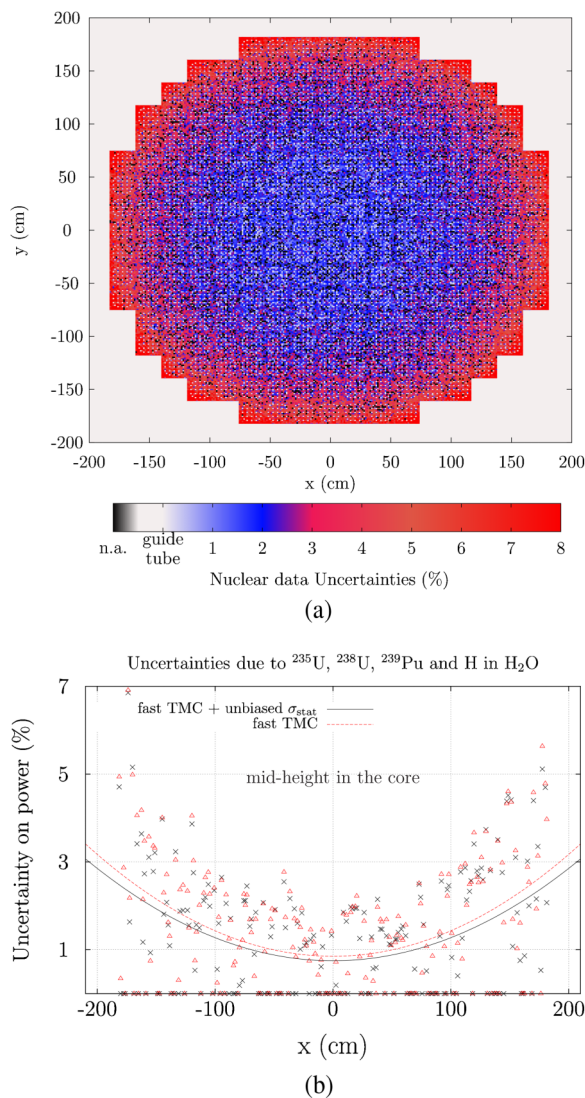 200
150
100
50
0
-50
-100
-150
-200
y (cm)
-200 -150 -100 -50 0 50 100 150 200
x (cm)
n.a. guide tube 1 2 3 4 5 6 7 8
Nuclear data Uncertainties (%)
(a)
Uncertainties due to ²³⁵U, ²³⁸U, ²³⁹Pu and H in H₂O
7
5
3
1
Uncertainty on power (%)
fast TMC + unbiased σstat
fast TMC
mid-height in the core
-200 -100 0 100 200
x (cm)
(b)